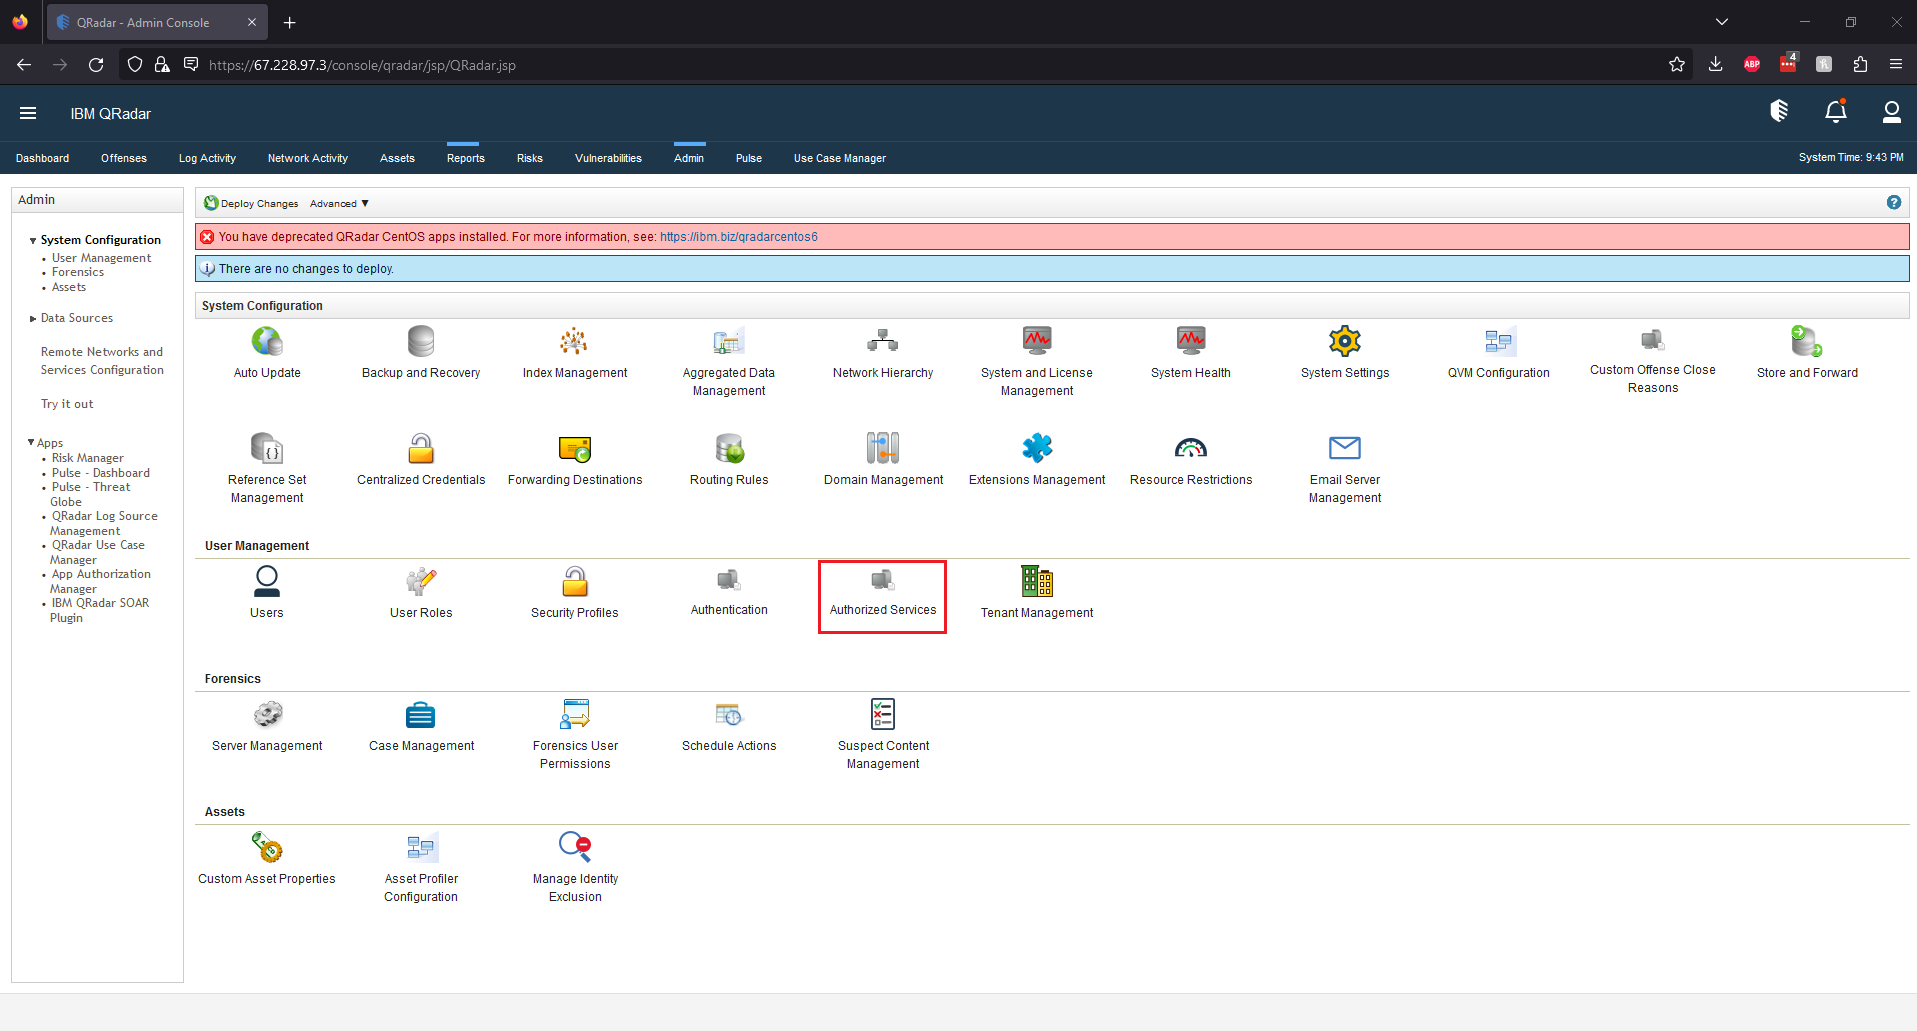 QRadar - Admin Console
https://67.228.97.3/console/qradar/jsp/QRadar.jsp
ABP
4
IBM QRadar
Dashboard Offenses Log Activity Network Activity Assets Reports Risks Vulnerabilities Admin Pulse Use Case Manager System Time: 9:43 PM
Admin
System Configuration
User Management
Forensics
Assets
Data Sources
Remote Networks and
Services Configuration
Try it out
Apps
Risk Manager
Pulse - Dashboard
Pulse - Threat
Globe
QRadar Log Source
Management
QRadar Use Case
Manager
App Authorization
Manager
IBM QRadar SOAR
Plugin
Deploy Changes Advanced ▼
You have deprecated QRadar CentOS apps installed. For more information, see: https://ibm.biz/qradarcentos6
There are no changes to deploy.
System Configuration
Auto Update
Backup and Recovery
Index Management
Aggregated Data
Management
Network Hierarchy
System and License
Management
System Health
System Settings
QVM Configuration
Custom Offense Close
Reasons
Store and Forward
Reference Set
Management
Centralized Credentials
Forwarding Destinations
Routing Rules
Domain Management
Extensions Management
Resource Restrictions
Email Server
Management
User Management
Users
User Roles
Security Profiles
Authentication
Authorized Services
Tenant Management
Forensics
Server Management
Case Management
Forensics User
Permissions
Schedule Actions
Suspect Content
Management
Assets
Custom Asset Properties
Asset Profiler
Configuration
Manage Identity
Exclusion